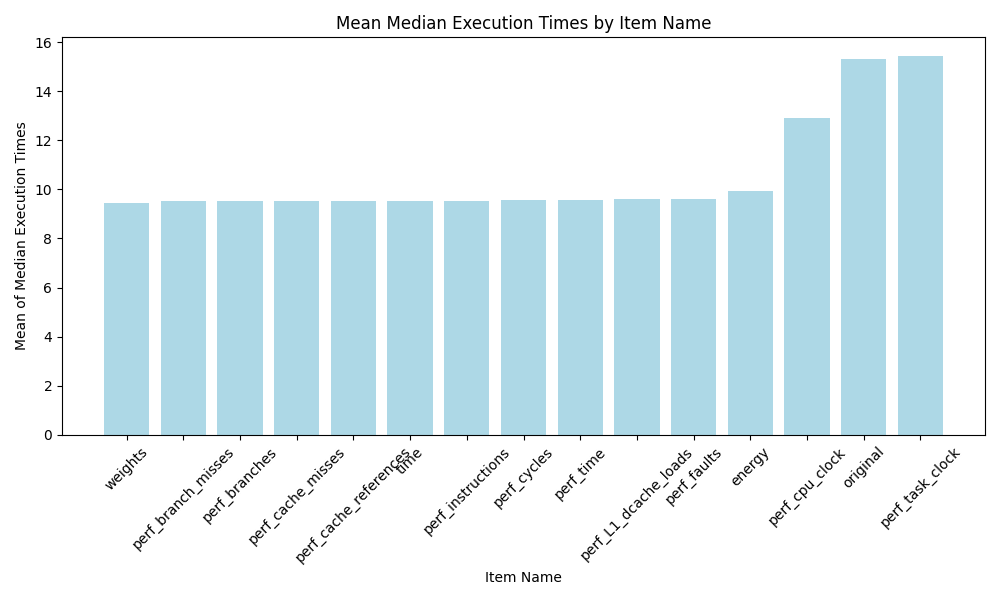 Mean Median Execution Times by Item Name
Mean of Median Execution Times
16
14
12
10
8
6
4
2
0
weights
perf_branch_misses
perf_branches
perf_cache_misses
perf_cache_references
time
perf_instructions
perf_cycles
perf_time
perf_L1_dcache_loads
perf_faults
energy
perf_cpu_clock
original
perf_task_clock
Item Name